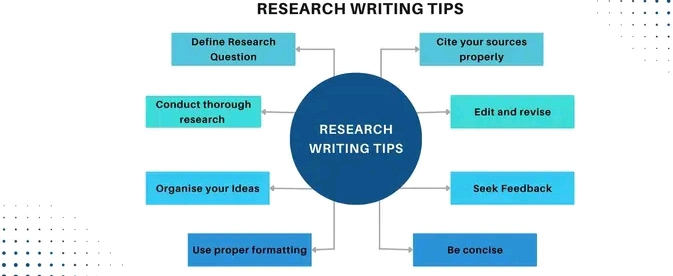 RESEARCH WRITING TIPS
Define Research
Question
Cite your sources
properly
Conduct thorough
research
Edit and revise
RESEARCH
WRITING TIPS
Organise your Ideas
Seek Feedback
Use proper formatting
Be concise